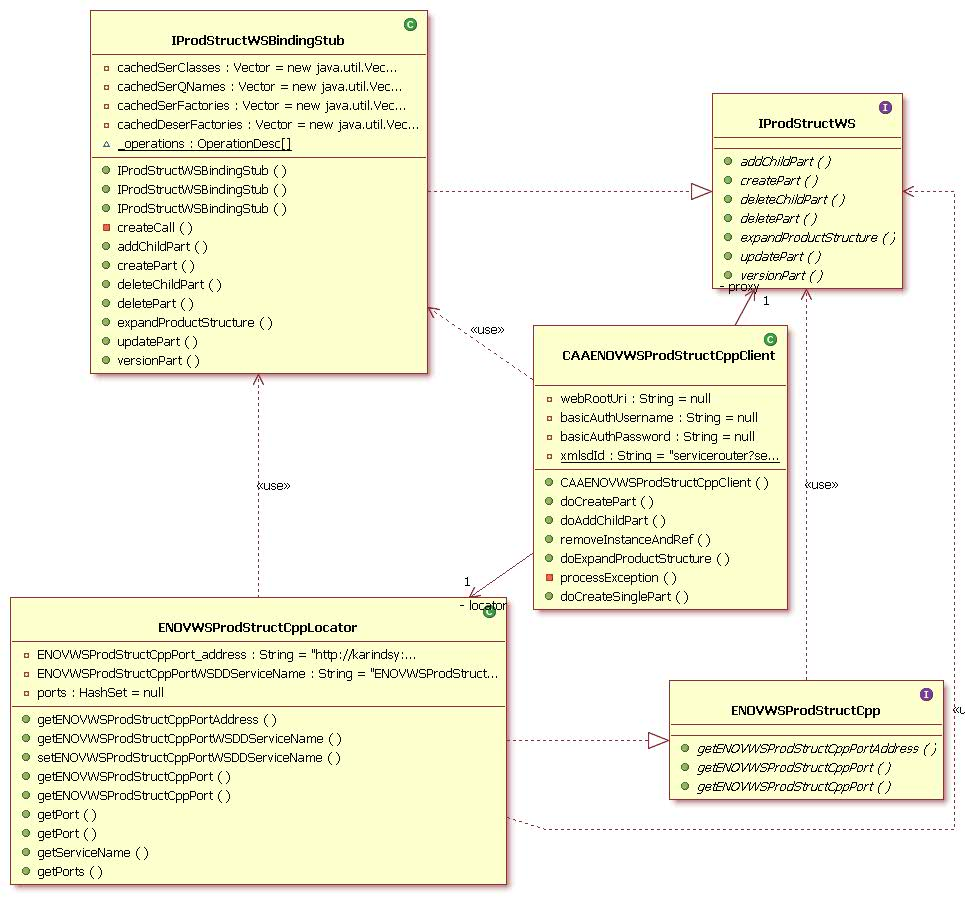 C
IProdStructWSBindingStub
cachedSerClasses : Vector = new java.util.Vec...
cachedSerQNames : Vector = new java.util.Vec...
cachedSerFactories : Vector = new java.util.Vec...
cachedDeserFactories : Vector = new java.util.Vec...
_operations : OperationDesc[]
IProdStructWSBindingStub ( )
IProdStructWSBindingStub ( )
IProdStructWSBindingStub ( )
createCall ( )
addChildPart ( )
createPart ( )
deleteChildPart ( )
deletePart ( )
expandProductStructure ( )
updatePart ( )
versionPart ( )
I
IProdStructWS
addChildPart ( )
createPart ( )
deleteChildPart ( )
deletePart ( )
expandProductStructure ( )
updatePart ( )
versionPart ( )
- proxy
1
«use»
C
CAAENOVWSProdStructCppClient
webRootUri : String = null
basicAuthUsername : String = null
basicAuthPassword : String = null
xmlsdId : String = "servicerouter?se...
CAAENOVWSProdStructCppClient ( )
doCreatePart ( )
doAddChildPart ( )
removeInstanceAndRef ( )
doExpandProductStructure ( )
processException ( )
doCreateSinglePart ( )
«use»
«use»
1
- locator
C
ENOVWSProdStructCppLocator
ENOVWSProdStructCppPort_address : String = "http://karindsy:...
ENOVWSProdStructCppPortWSDDServiceName : String = "ENOVWSProdStruct...
ports : HashSet = null
getENOVWSProdStructCppPortAddress ( )
getENOVWSProdStructCppPortWSDDServiceName ( )
setENOVWSProdStructCppPortWSDDServiceName ( )
getENOVWSProdStructCppPort ( )
getENOVWSProdStructCppPort ( )
getPort ( )
getPort ( )
getServiceName ( )
getPorts ( )
I
ENOVWSProdStructCpp
getENOVWSProdStructCppPortAddress ( )
getENOVWSProdStructCppPort ( )
getENOVWSProdStructCppPort ( )